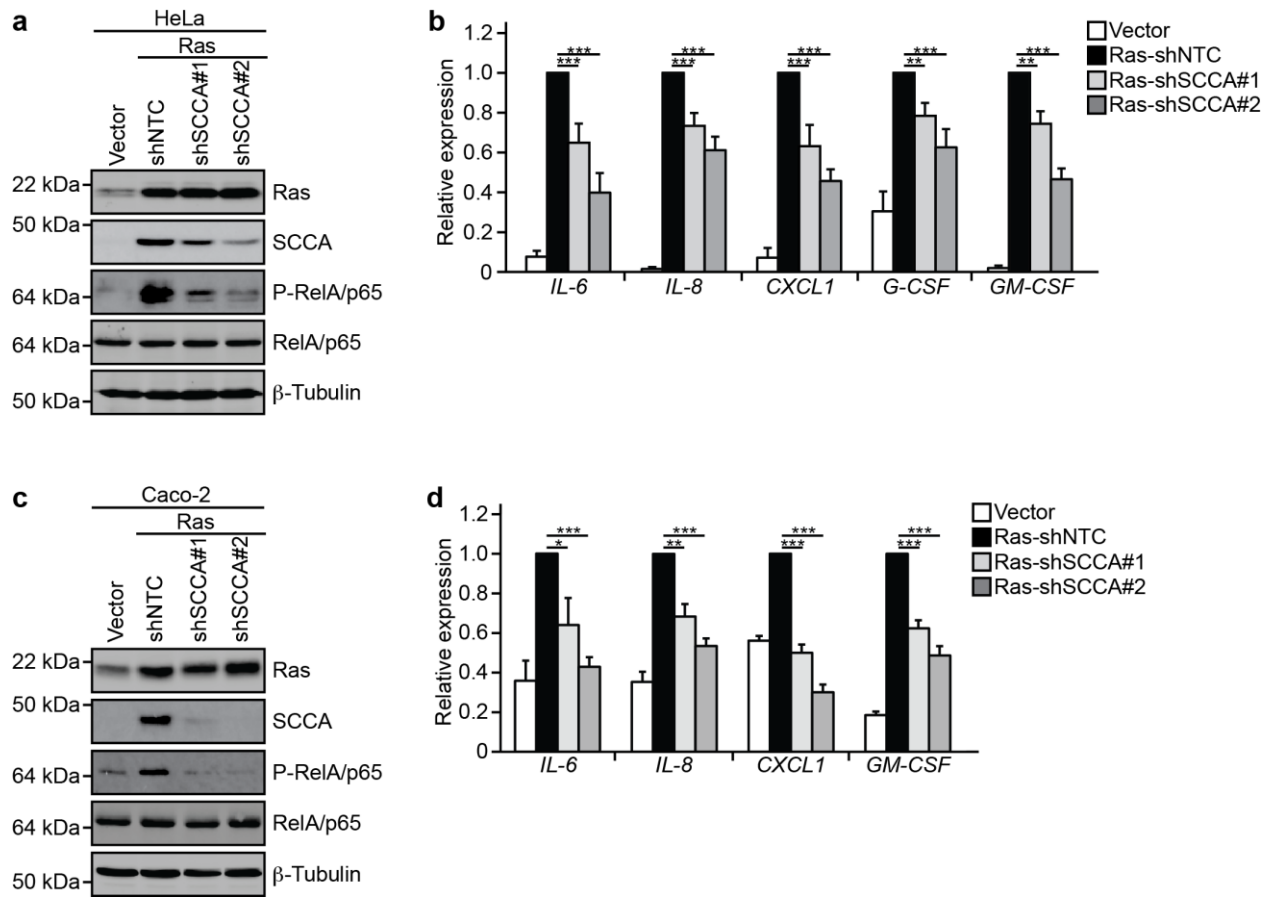 a
HeLa
Ras
Vector
shNTC
shSCCA#1
shSCCA#2
22 kDa
Ras
50 kDa
SCCA
64 kDa
P-RelA/p65
64 kDa
RelA/p65
50 kDa
β-Tubulin
b
Relative expression
1.2
1.0
0.8
0.6
0.4
0.2
0
*** *** *** *** ***
*** *** *** ** **
IL-6 IL-8 CXCL1 G-CSF GM-CSF
Vector
Ras-shNTC
Ras-shSCCA#1
Ras-shSCCA#2
c
Caco-2
Ras
Vector
shNTC
shSCCA#1
shSCCA#2
22 kDa
Ras
50 kDa
SCCA
64 kDa
P-RelA/p65
64 kDa
RelA/p65
50 kDa
β-Tubulin
d
Relative expression
1.2
1.0
0.8
0.6
0.4
0.2
0
*** *** *** ***
* ** *** ***
IL-6 IL-8 CXCL1 GM-CSF
Vector
Ras-shNTC
Ras-shSCCA#1
Ras-shSCCA#2